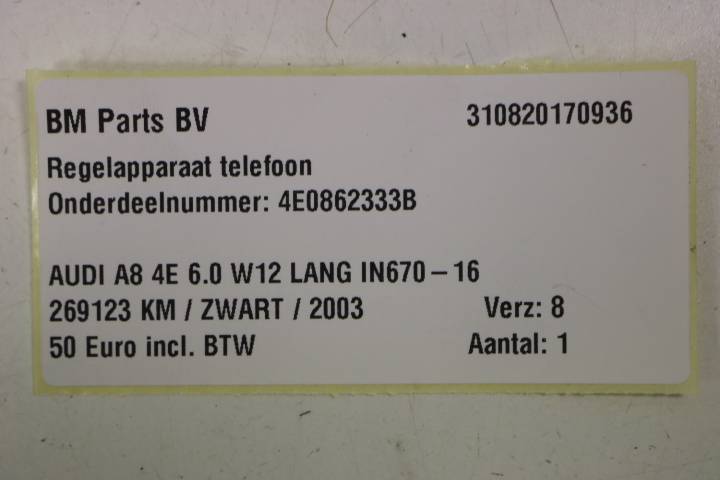 BM Parts BV 310820170936
Regelapparaat telefoon
Onderdeelnummer: 4E0862333B
AUDI A8 4E 6.0 W12 LANG IN670-16
269123 KM / ZWART / 2003 Verz: 8
50 Euro incl. BTW Aantal: 1